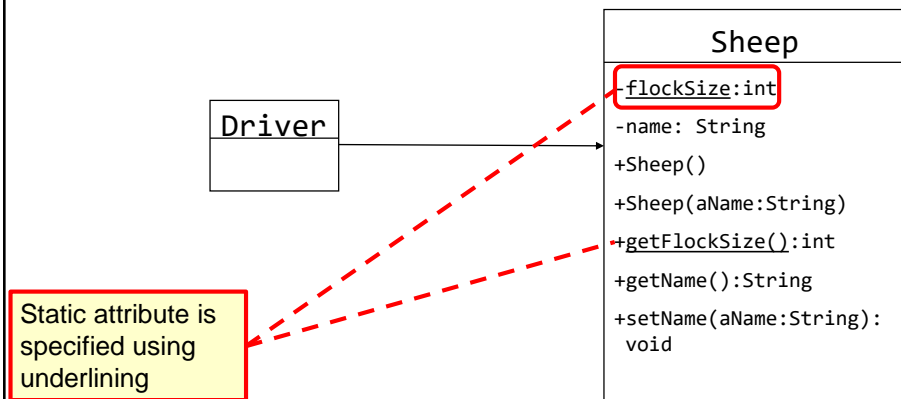 Sheep
-flockSize:int
-name: String
+Sheep()
+Sheep(aName:String)
+getFlockSize():int
+getName():String
+setName(aName:String):
void
Driver
Static attribute is
specified using
underlining